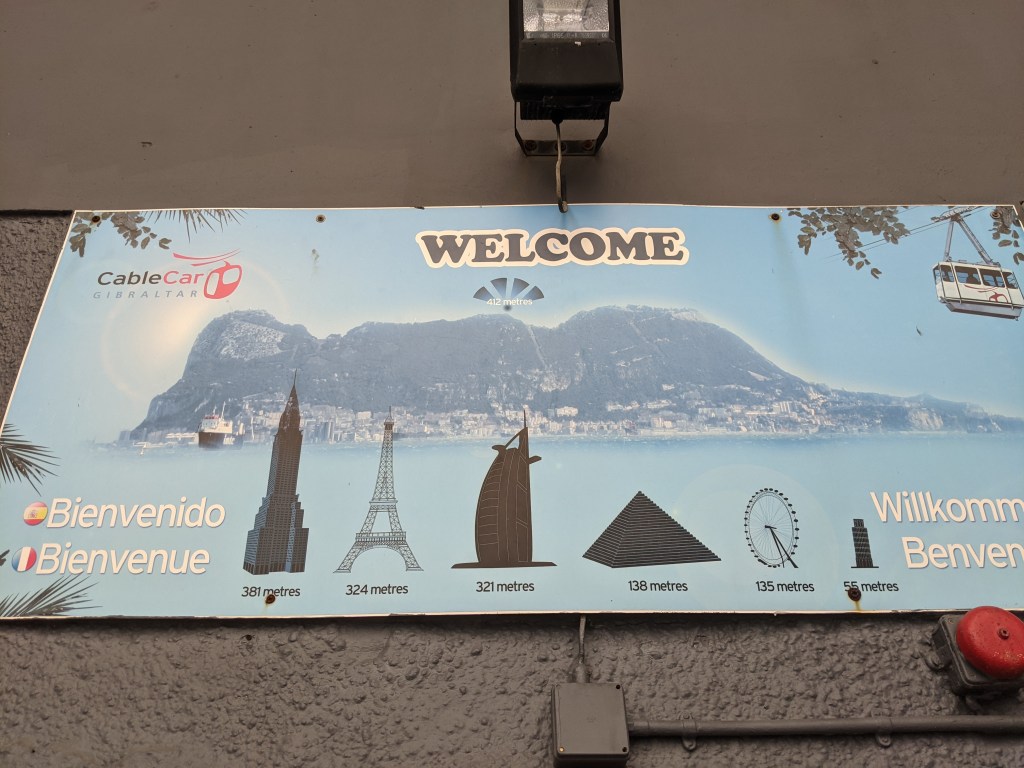 WELCOME
CableCar
GIBRALTAR
412 metres
Bienvenido
Bienvenue
Willkomm
Benven
381 metres
324 metres
321 metres
138 metres
135 metres
55 metres